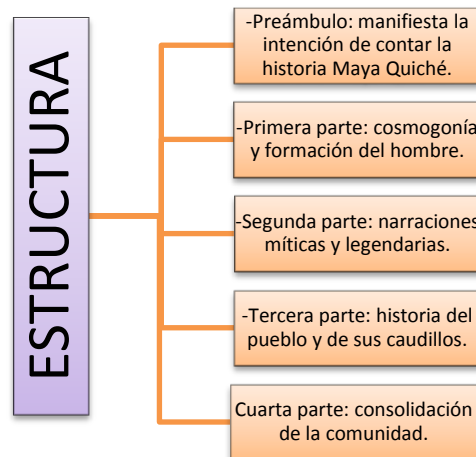 ESTRUCTURA
-Preámbulo: manifiesta la
intención de contar la
historia Maya Quiché.
-Primera parte: cosmogonía
y formación del hombre.
-Segunda parte: narraciones
míticas y legendarias.
-Tercera parte: historia del
pueblo y de sus caudillos.
Cuarta parte: consolidación
de la comunidad.